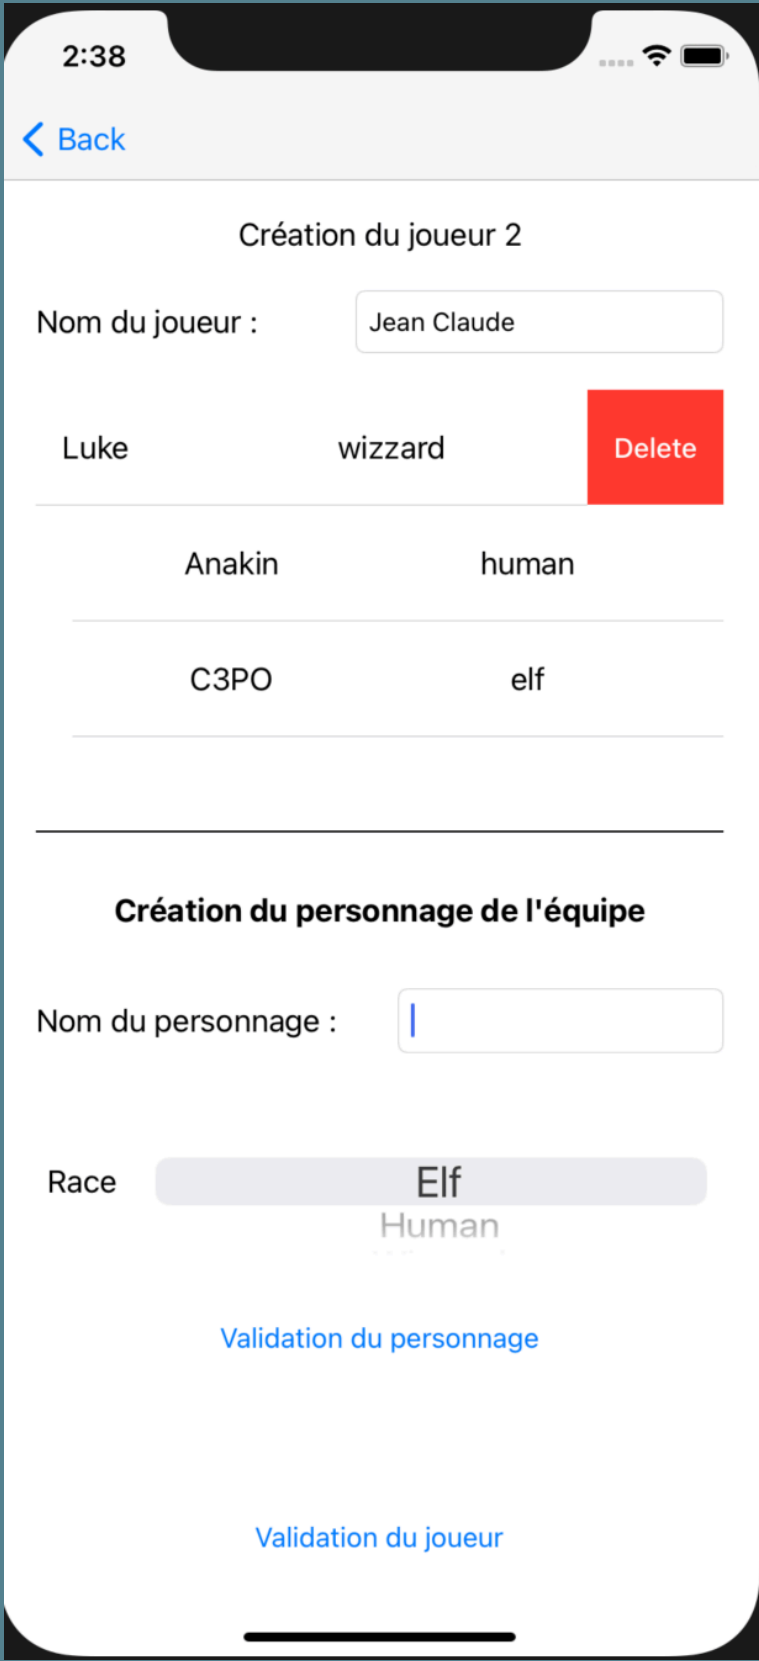 2:38
Back
Création du joueur 2
Nom du joueur : Jean Claude
Luke wizzard Delete
Anakin human
C3PO elf
Création du personnage de l'équipe
Nom du personnage :
Race Elf
Human
Validation du personnage
Validation du joueur